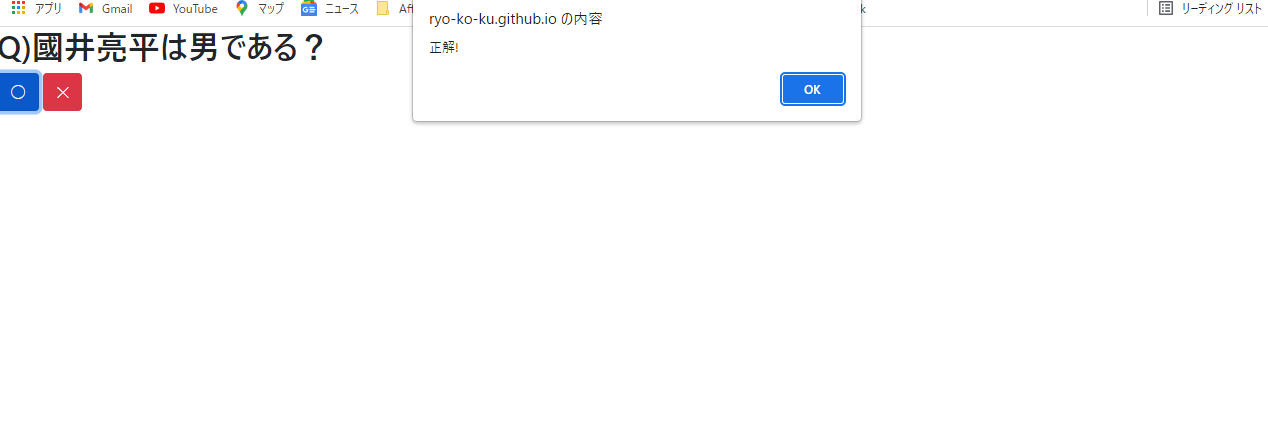 アプリ Gmail YouTube マップ ニュース Aft
リーディング リスト
ryo-ko-ku.github.io の内容
正解!
OK
Q)國井亮平は男である？
〇 ×